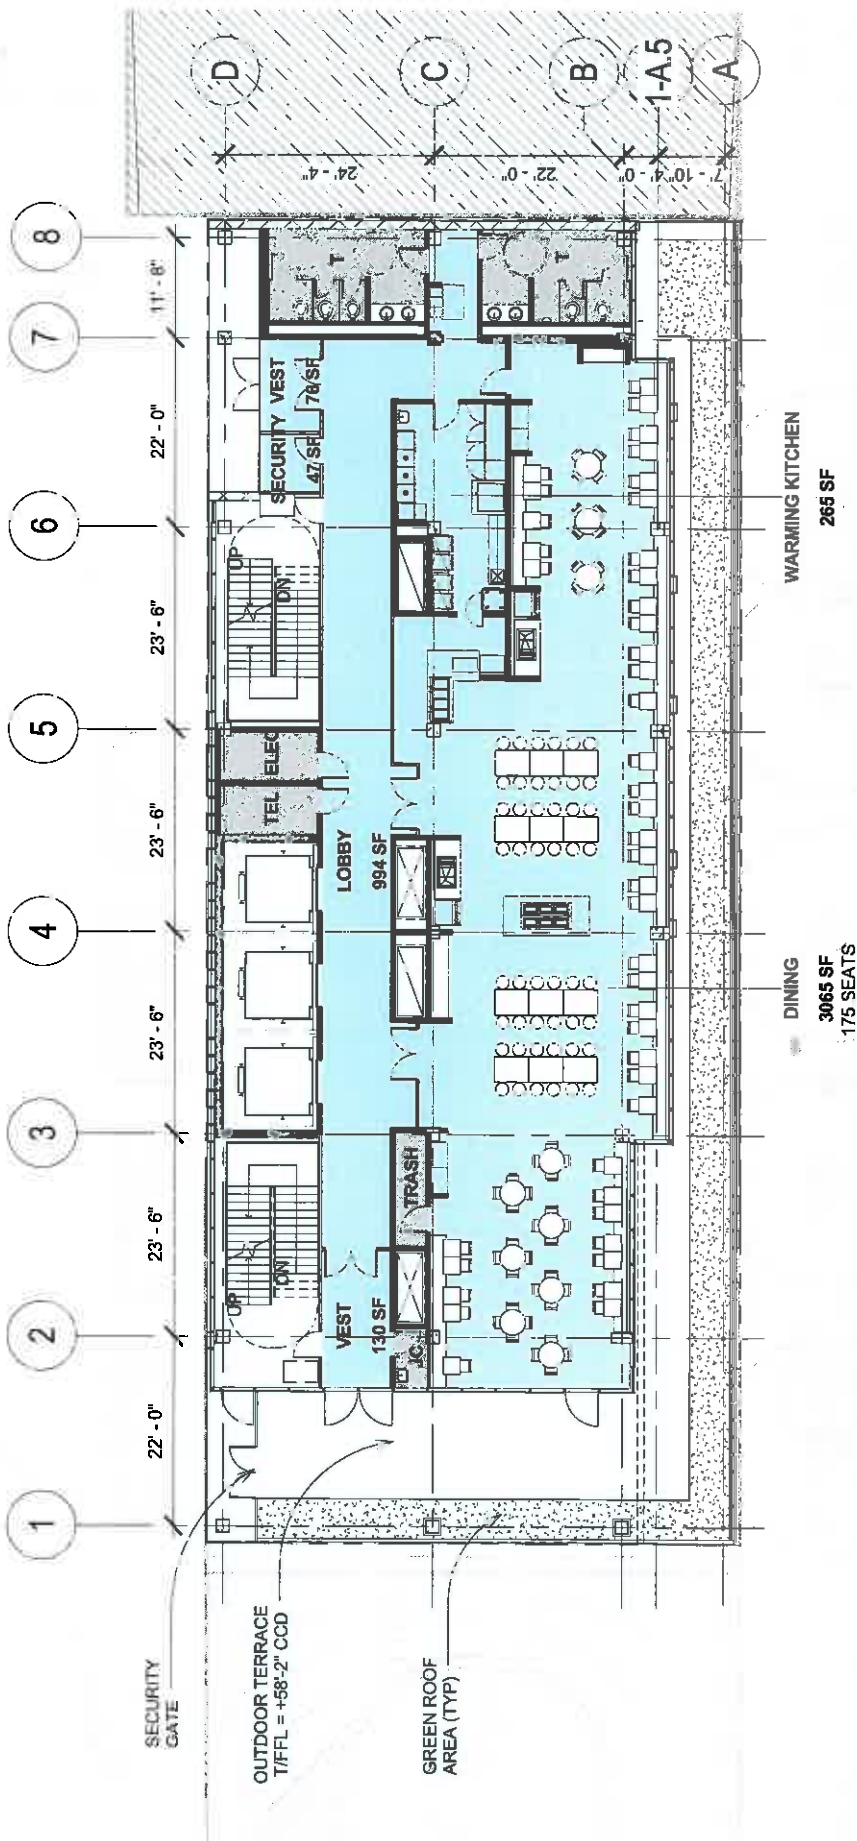 8
7
6
5
4
3
2
1
11' - 8"
22' - 0"
23' - 6"
23' - 6"
23' - 6"
23' - 6"
22' - 0"
D
C
B
1-A.5
A
24' - 4"
22' - 0"
4' - 0"
7' - 10"
SECURITY VEST
47 SF
76 SF
T
T
UP
DN
ELEC
TEL
LOBBY
994 SF
TRASH
UP
DN
VEST
130 SF
JC
WARMING KITCHEN
265 SF
DINING
3065 SF
175 SEATS
SECURITY
GATE
OUTDOOR TERRACE
T/FFL = +58'-2" CCD
GREEN ROOF
AREA (TYP)